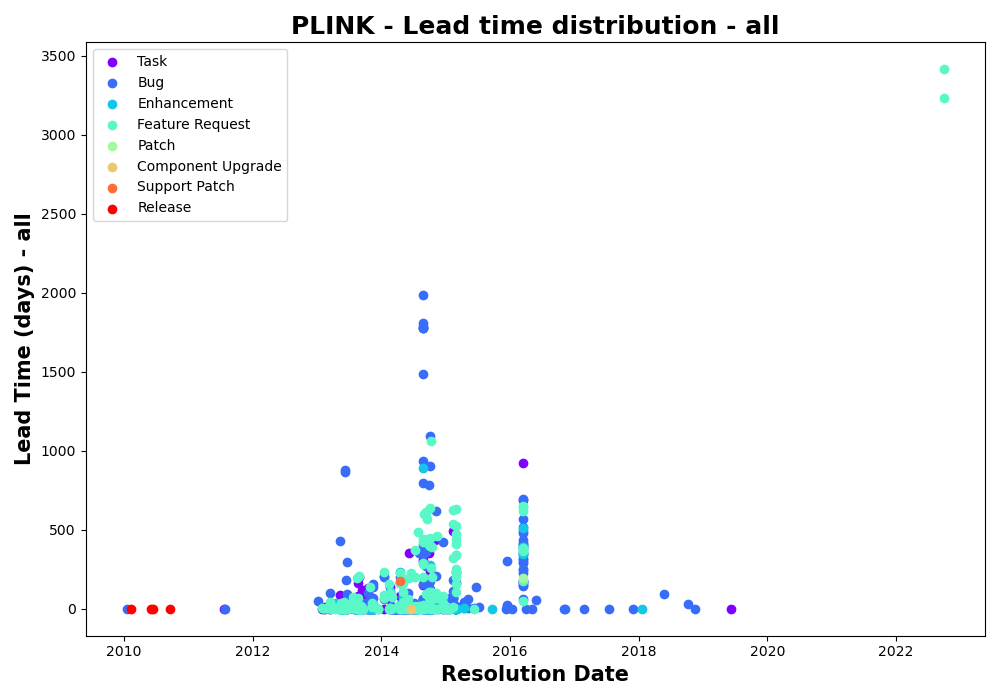 PLINK - Lead time distribution - all
Lead Time (days) - all
3500
3000
2500
2000
1500
1000
500
0
Task
Bug
Enhancement
Feature Request
Patch
Component Upgrade
Support Patch
Release
2010 2012 2014 2016 2018 2020 2022
Resolution Date